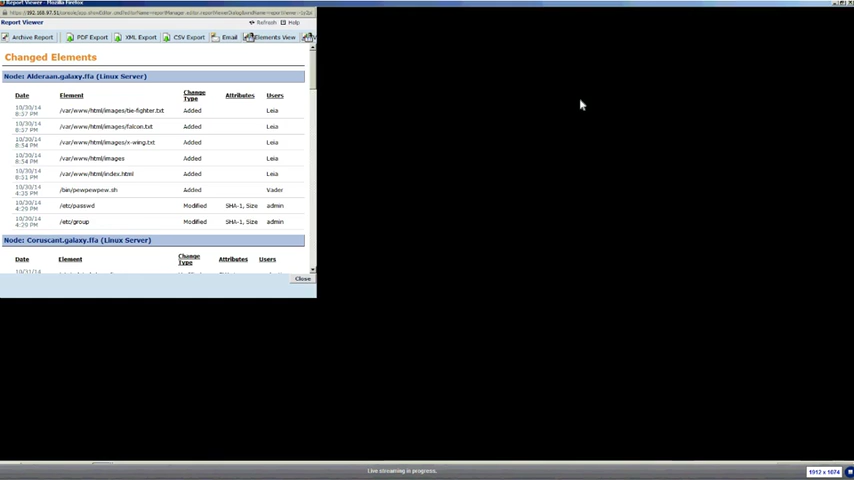 Report Viewer - Mozilla Firefox
Report Viewer
Refresh Help
Archive Report PDF Export XML Export CSV Export Email Elements View
Changed Elements
Node: Alderaan.galaxy.ffa (Linux Server)
Date Element Change Type Attributes Users
10/30/14 8:37 PM /var/www/html/images/tie-fighter.txt Added Leia
10/30/14 8:37 PM /var/www/html/images/falcon.txt Added Leia
10/30/14 8:54 PM /var/www/html/images/x-wing.txt Added Leia
10/30/14 8:54 PM /var/www/html/images Added Leia
10/30/14 8:31 PM /var/www/html/index.html Added Leia
10/30/14 4:35 PM /bin/pewpewpew.sh Added Vader
10/30/14 4:29 PM /etc/passwd Modified SHA-1, Size admin
10/30/14 4:29 PM /etc/group Modified SHA-1, Size admin
Node: Coruscant.galaxy.ffa (Linux Server)
Date Element Change Type Attributes Users
Close
Live streaming is progress.
1912 x 1074